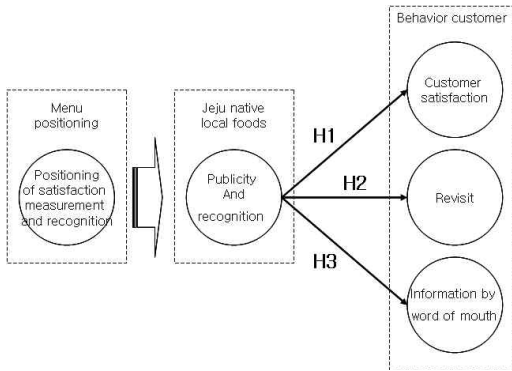 Behavior customer
Customer
satisfaction
Menu
positioning
Jeju native
local foods
H1
Positioning
of satisfaction
measurement
and recognition
Publicity
And
recognition
H2
Revisit
H3
Information by
word of mouth